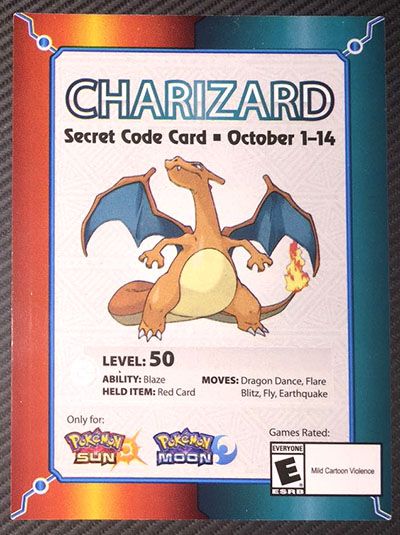 CHARIZARD
Secret Code Card ▪ October 1–14
LEVEL: 50
ABILITY: Blaze
HELD ITEM: Red Card
MOVES: Dragon Dance, Flare
Blitz, Fly, Earthquake
Only for:
POKéMON
SUN
POKéMON
MOON
Games Rated:
EVERYONE
E
ESRB
Mild Cartoon Violence